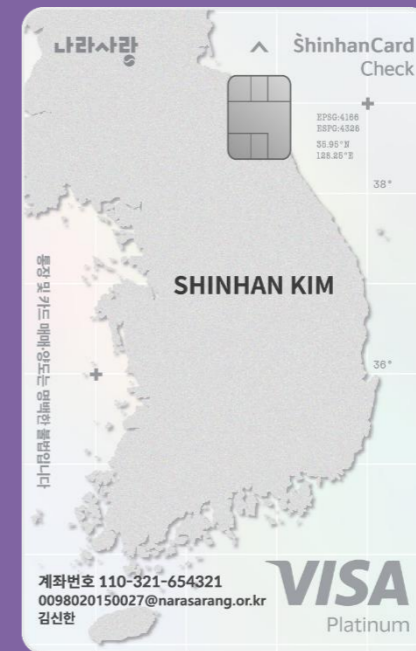 나라사랑
ShinhanCard
Check
EPSG:4166
ESPG:4326
35.95°N
128.25°E
38°
SHINHAN KIM
36°
통장 및 카드 매매·양도는 명백한 불법입니다
계좌번호 110-321-654321
0098020150027@narasarang.or.kr
김신한
VISA
Platinum